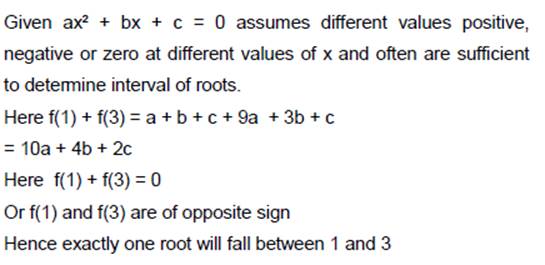 Given ax² + bx + c = 0 assumes different values positive,
negative or zero at different values of x and often are sufficient
to determine interval of roots.
Here f(1) + f(3) = a + b + c + 9a + 3b + c
= 10a + 4b + 2c
Here f(1) + f(3) = 0
Or f(1) and f(3) are of opposite sign
Hence exactly one root will fall between 1 and 3